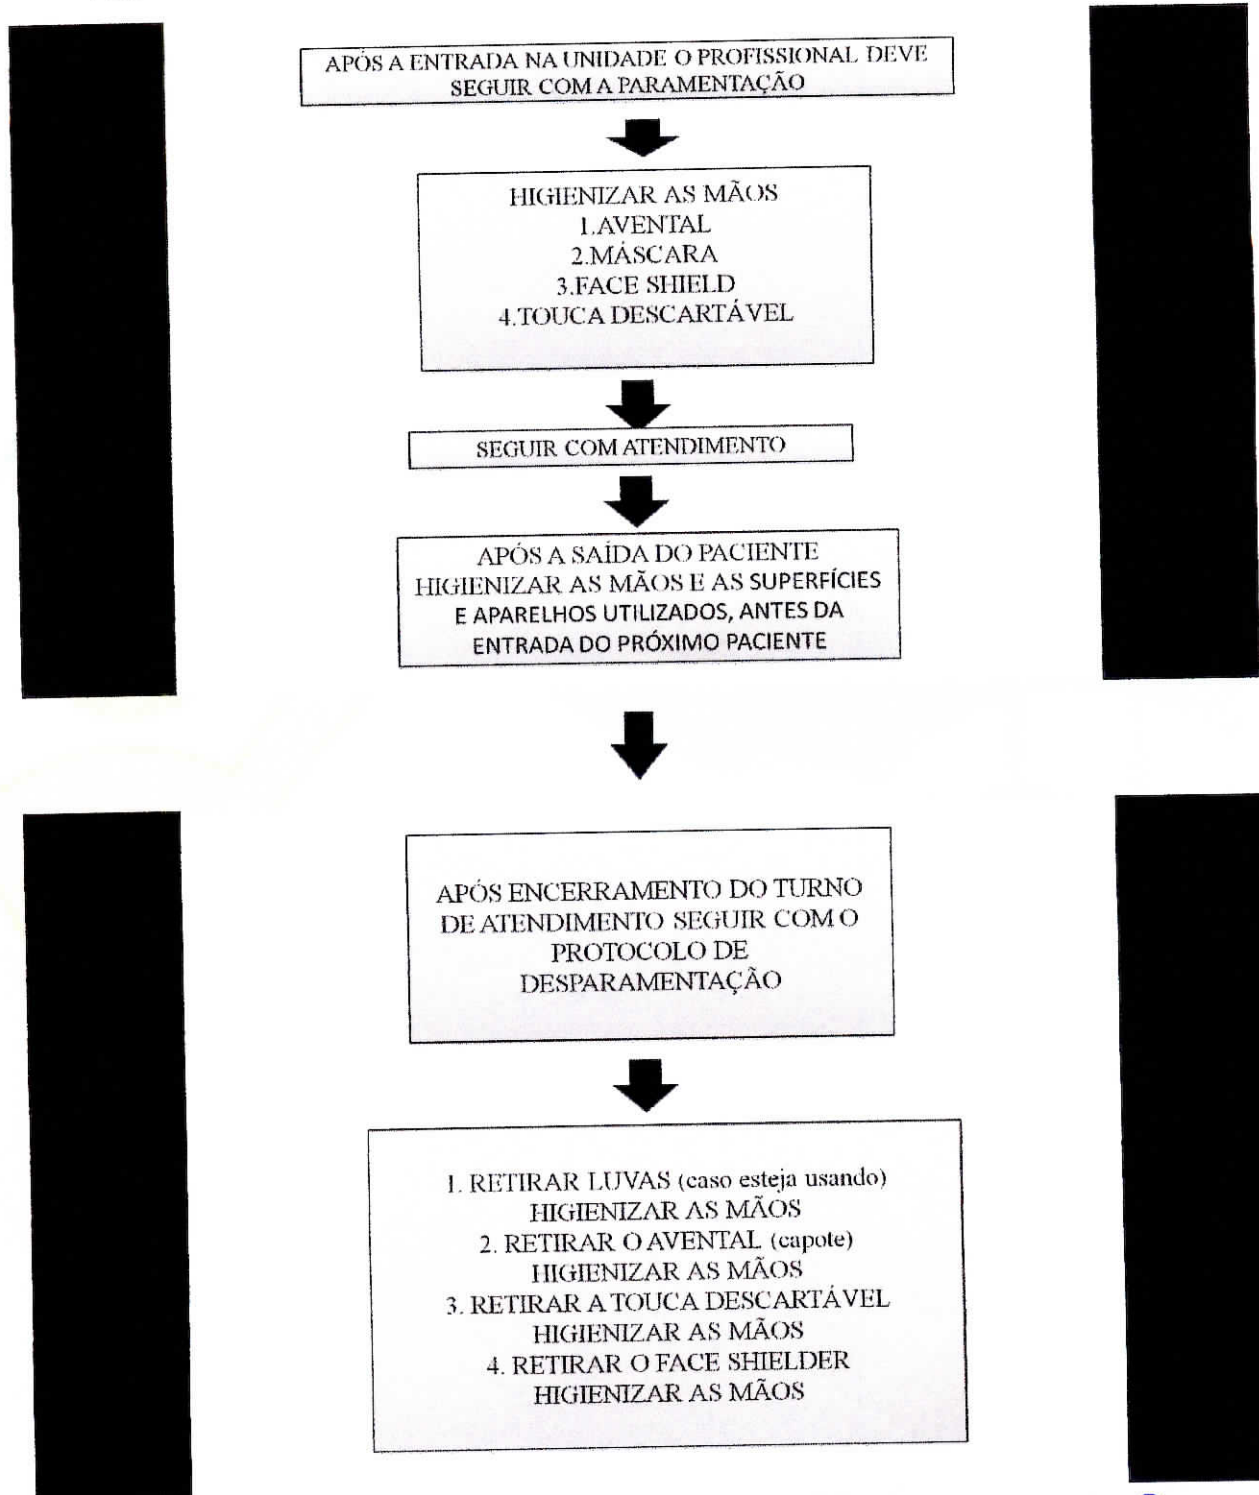 APÓS A ENTRADA NA UNIDADE O PROFISSIONAL DEVE
SEGUIR COM A PARAMENTAÇÃO
HIGIENIZAR AS MÃOS
1.AVENTAL
2.MÁSCARA
3.FACE SHIELD
4.TOUCA DESCARTÁVEL
SEGUIR COM ATENDIMENTO
APÓS A SAÍDA DO PACIENTE
HIGIENIZAR AS MÃOS E AS SUPERFÍCIES
E APARELHOS UTILIZADOS, ANTES DA
ENTRADA DO PRÓXIMO PACIENTE
APÓS ENCERRAMENTO DO TURNO
DE ATENDIMENTO SEGUIR COM O
PROTOCOLO DE
DESPARAMENTAÇÃO
1. RETIRAR LUVAS (caso esteja usando)
HIGIENIZAR AS MÃOS
2. RETIRAR O AVENTAL (capote)
HIGIENIZAR AS MÃOS
3. RETIRAR A TOUCA DESCARTÁVEL
HIGIENIZAR AS MÃOS
4. RETIRAR O FACE SHIELDER
HIGIENIZAR AS MÃOS